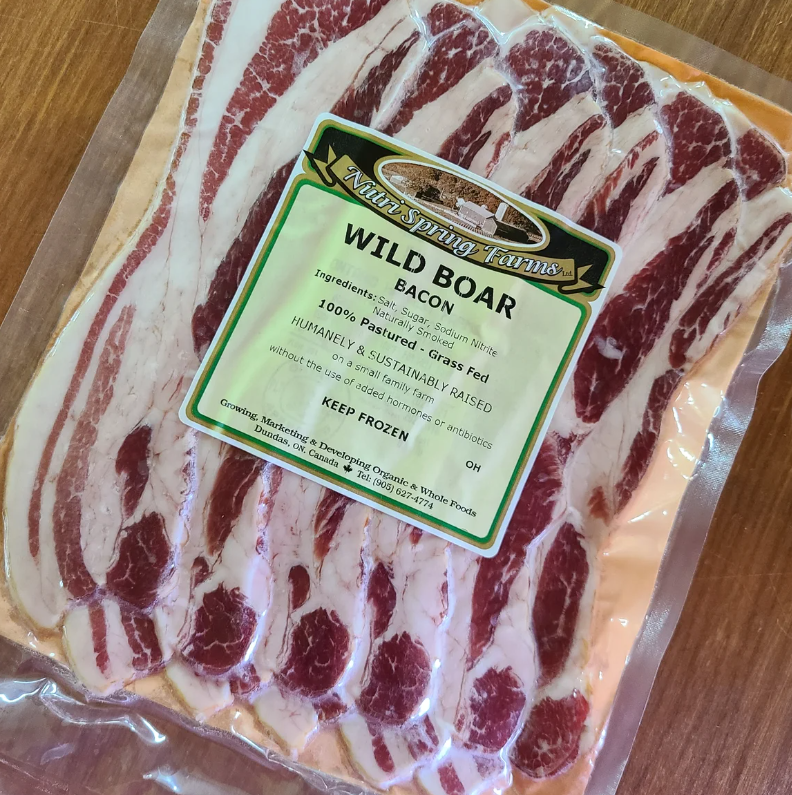 Nutri Spring Farms Ltd.
WILD BOAR
BACON
Ingredients: Salt, Sugar, Sodium Nitrite
Naturally Smoked
100% Pastured - Grass Fed
HUMANELY & SUSTAINABLY RAISED
on a small family farm
without the use of added hormones or antibiotics
KEEP FROZEN
OH
Growing, Marketing & Developing Organic & Whole Foods
Dundas, ON. Canada Tel: (905) 627-4774